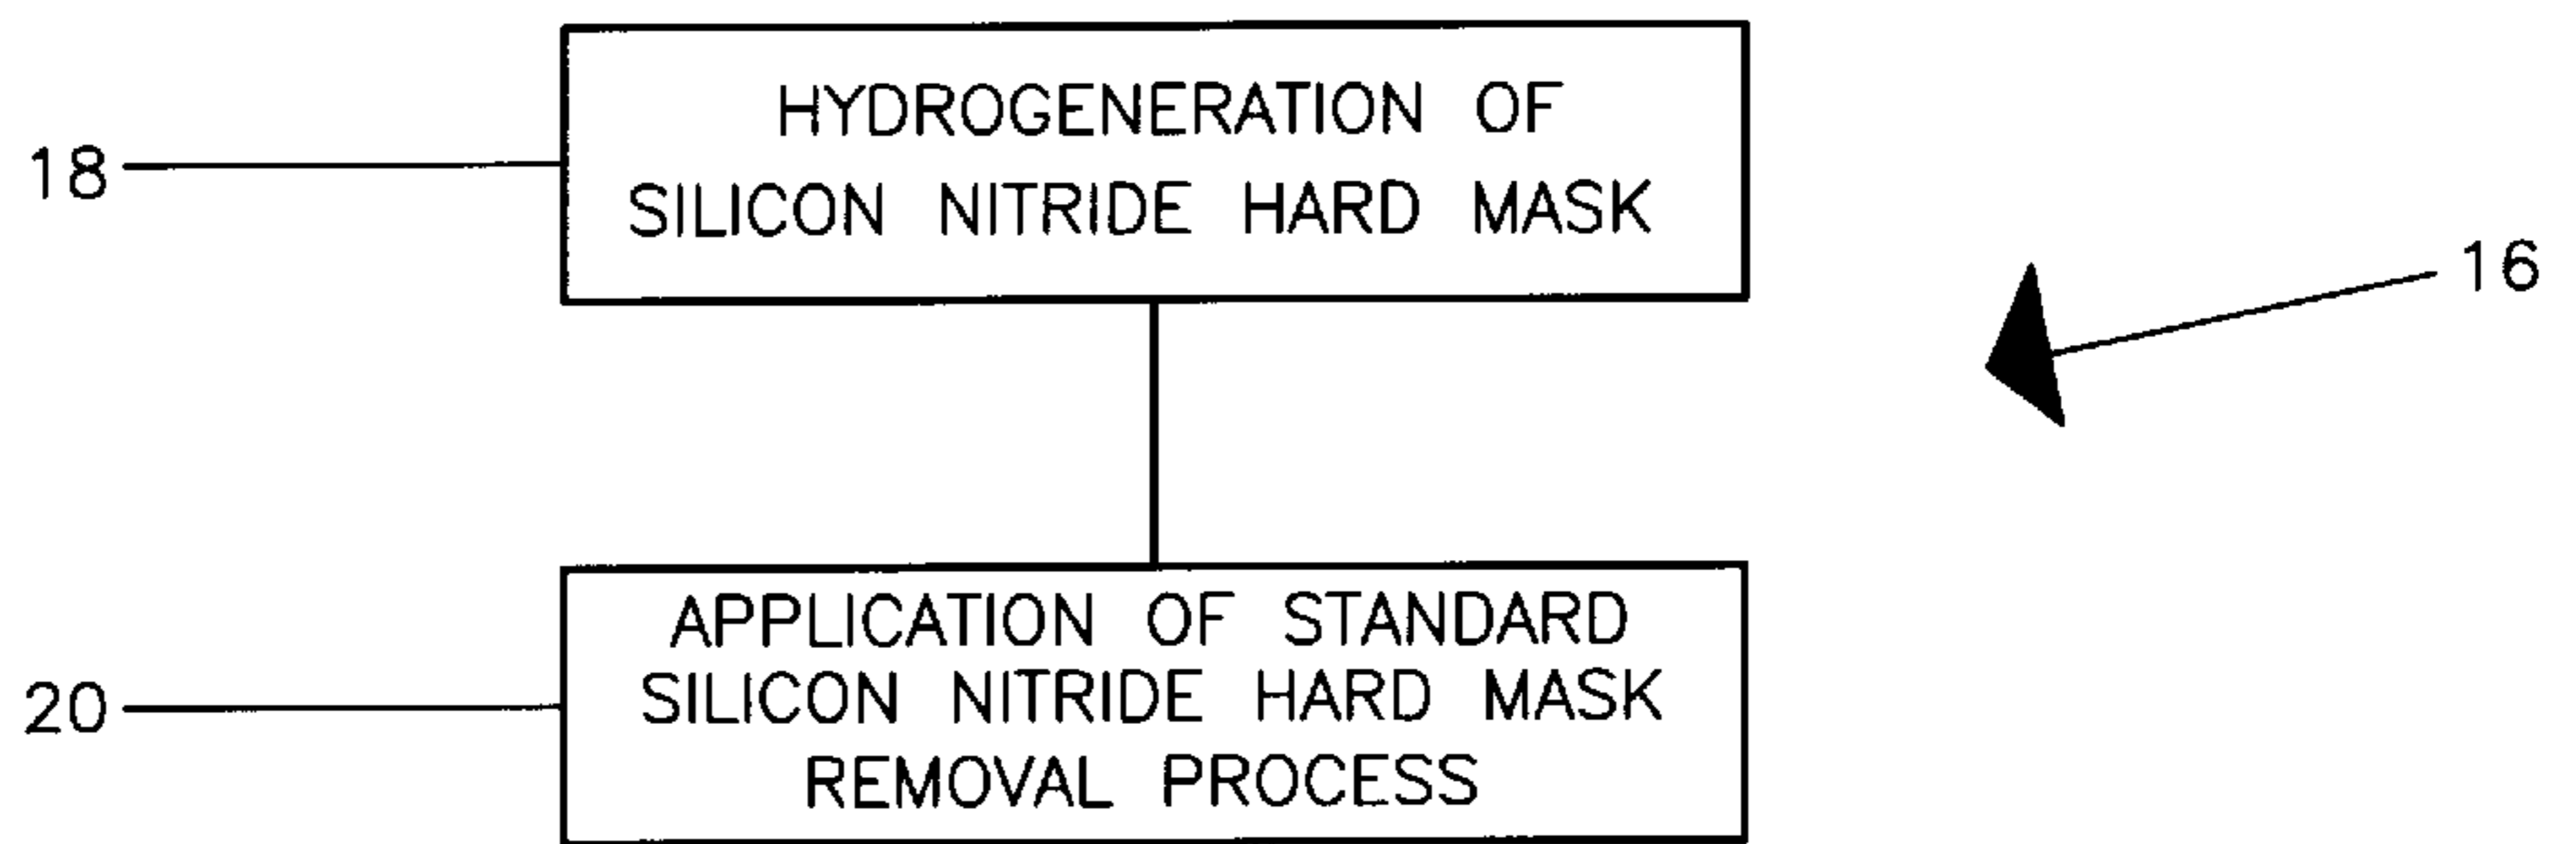 HYDROGENERATION OF
SILICON NITRIDE HARD MASK
18
16
APPLICATION OF STANDARD
SILICON NITRIDE HARD MASK
REMOVAL PROCESS
20